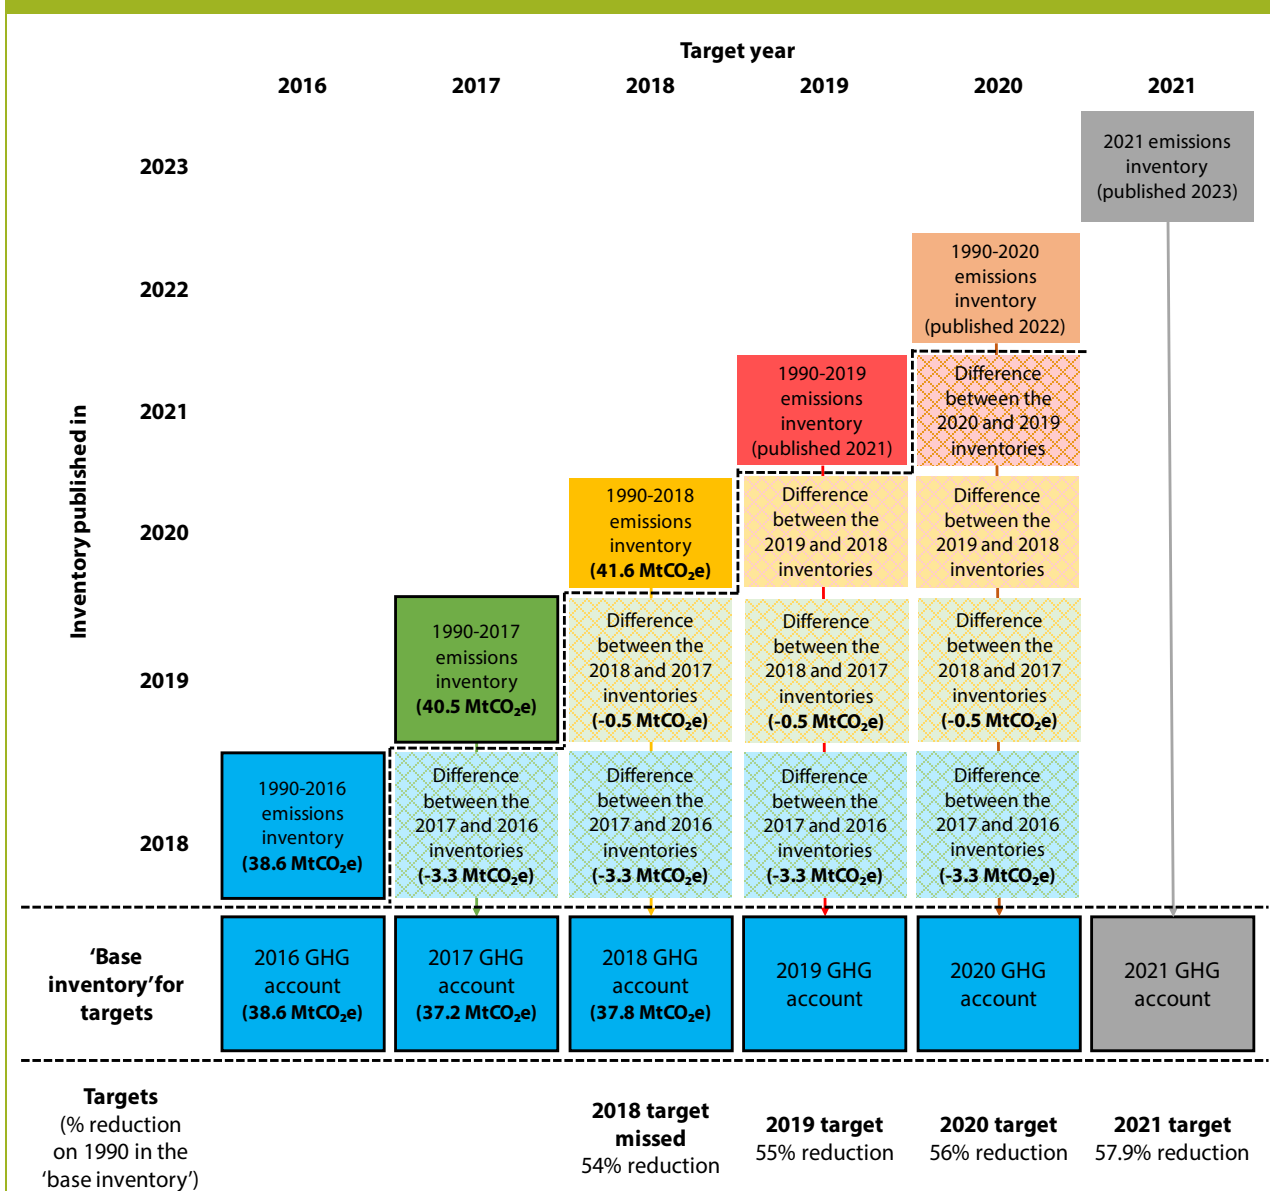 Target year
2016
2017
2018
2019
2020
2021
Inventory published in
2023
2021 emissions
inventory
(published 2023)
2022
1990-2020
emissions
inventory
(published 2022)
2021
1990-2019
emissions
inventory
(published 2021)
Difference
between the
2020 and 2019
inventories
2020
1990-2018
emissions
inventory
(41.6 MtCO₂e)
Difference
between the
2019 and 2018
inventories
Difference
between the
2019 and 2018
inventories
2019
1990-2017
emissions
inventory
(40.5 MtCO₂e)
Difference
between the
2018 and 2017
inventories
(-0.5 MtCO₂e)
Difference
between the
2018 and 2017
inventories
(-0.5 MtCO₂e)
Difference
between the
2018 and 2017
inventories
(-0.5 MtCO₂e)
2018
1990-2016
emissions
inventory
(38.6 MtCO₂e)
Difference
between the
2017 and 2016
inventories
(-3.3 MtCO₂e)
Difference
between the
2017 and 2016
inventories
(-3.3 MtCO₂e)
Difference
between the
2017 and 2016
inventories
(-3.3 MtCO₂e)
Difference
between the
2017 and 2016
inventories
(-3.3 MtCO₂e)
‘Base
inventory’ for
targets
2016 GHG
account
(38.6 MtCO₂e)
2017 GHG
account
(37.2 MtCO₂e)
2018 GHG
account
(37.8 MtCO₂e)
2019 GHG
account
2020 GHG
account
2021 GHG
account
Targets
(% reduction
on 1990 in the
‘base inventory’)
2018 target
missed
54% reduction
2019 target
55% reduction
2020 target
56% reduction
2021 target
57.9% reduction